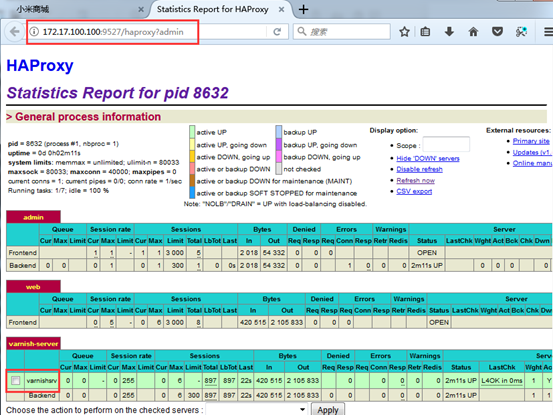 小米商城
Statistics Report for HAProxy
172.17.100.100:9527/haproxy?admin
搜索
HAProxy
Statistics Report for pid 8632
> General process information
pid = 8632 (process #1, nbproc = 1)
uptime = 0d 0h02m11s
system limits: memmax = unlimited; ulimit-n = 80033
maxsock = 80033; maxconn = 40000; maxpipes = 0
current conns = 1; current pipes = 0/0; conn rate = 1/sec
Running tasks: 1/7; idle = 100 %
active UP
backup UP
active UP, going down
backup UP, going down
active DOWN, going up
backup DOWN, going up
active or backup DOWN
not checked
active or backup DOWN for maintenance (MAINT)
active or backup SOFT STOPPED for maintenance
Note: "NOLB"/"DRAIN" = UP with load-balancing disabled.
Display option:
Scope :
Hide 'DOWN' servers
Disable refresh
Refresh now
CSV export
External resources:
Primary site
Updates (v1.
Online manu
admin
Queue Session rate Sessions Bytes Denied Errors Warnings Server
Cur Max Limit Cur Max Limit Cur Max Limit Total LbTot Last In Out Req Resp Req Conn Resp Retr Redis Status LastChk Wght Act Bck Chk Dwn
Frontend 1 1 - 1 1 3 000 5 2 018 54 332 0 0 0 OPEN
Backend 0 0 0 1 0 1 300 1 0 0s 2 018 54 332 0 0 1 0 0 0 2m11s UP 0 0 0 0
web
Queue Session rate Sessions Bytes Denied Errors Warnings Server
Cur Max Limit Cur Max Limit Cur Max Limit Total LbTot Last In Out Req Resp Req Conn Resp Retr Redis Status LastChk Wght Act Bck Chk Dwn
Frontend 0 5 - 0 6 3 000 8 420 515 2 105 833 0 0 0 OPEN
varnish-server
Queue Session rate Sessions Bytes Denied Errors Warnings Serv
Cur Max Limit Cur Max Limit Cur Max Limit Total LbTot Last In Out Req Resp Req Conn Resp Retr Redis Status LastChk Wght Act B
varnishsrv 0 0 - 0 255 0 6 - 897 897 22s 420 515 2 105 833 0 0 0 0 0 2m11s UP L4OK in 0ms 1 Y
Backend 0 0 0 255 0 6 300 897 897 22s 420 515 2 105 833 0 0 0 0 0 0 2m11s UP 1 1
Choose the action to perform on the checked servers :
Apply